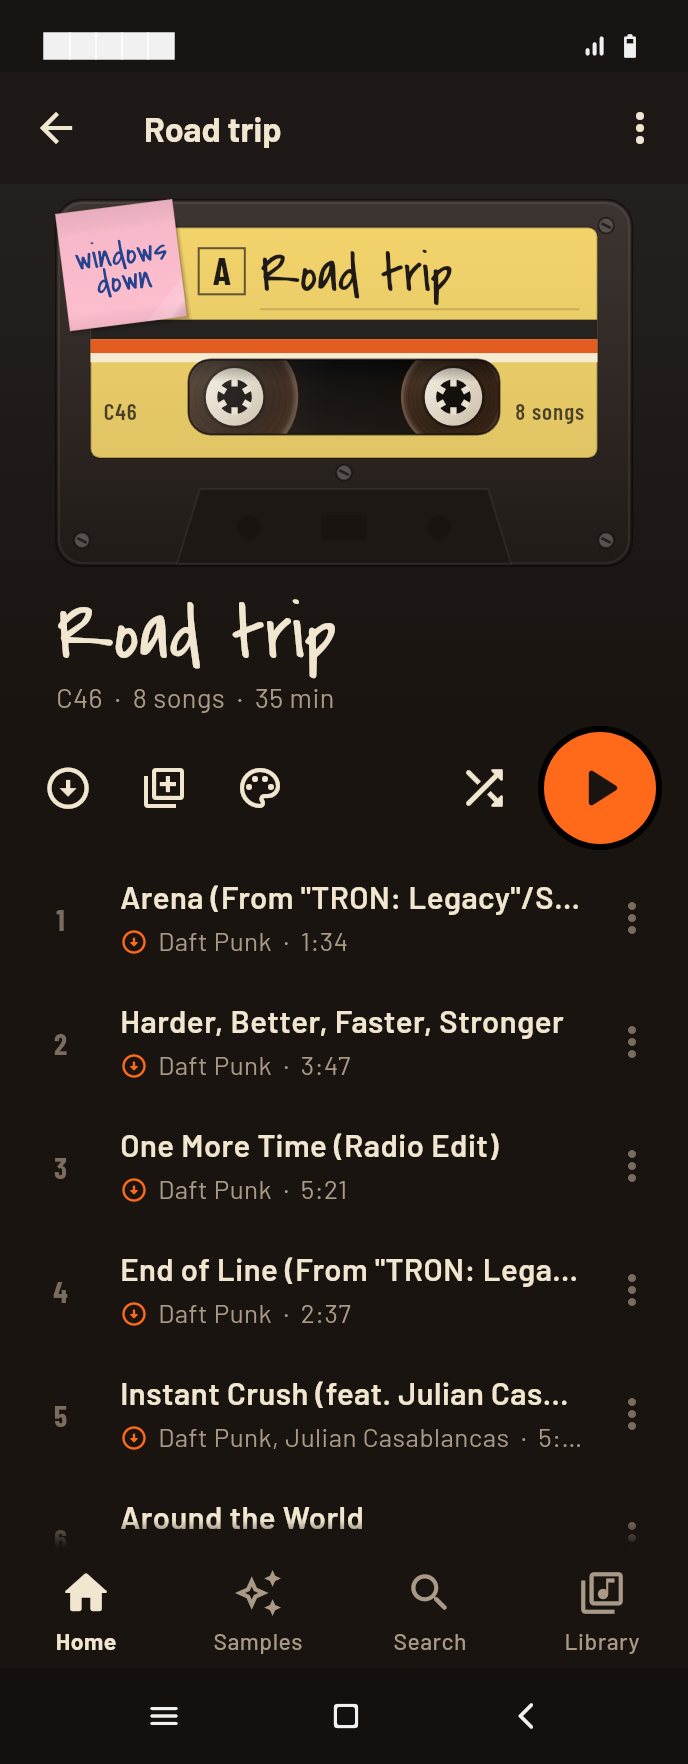 Road trip
windows
down
A Road trip
C46
8 songs
Road trip
C46 · 8 songs · 35 min
1
Arena (From "TRON: Legacy"/S...
Daft Punk · 1:34
2
Harder, Better, Faster, Stronger
Daft Punk · 3:47
3
One More Time (Radio Edit)
Daft Punk · 5:21
4
End of Line (From "TRON: Lega...
Daft Punk · 2:37
5
Instant Crush (feat. Julian Cas...
Daft Punk, Julian Casablancas · 5:...
6
Around the World
Home
Samples
Search
Library